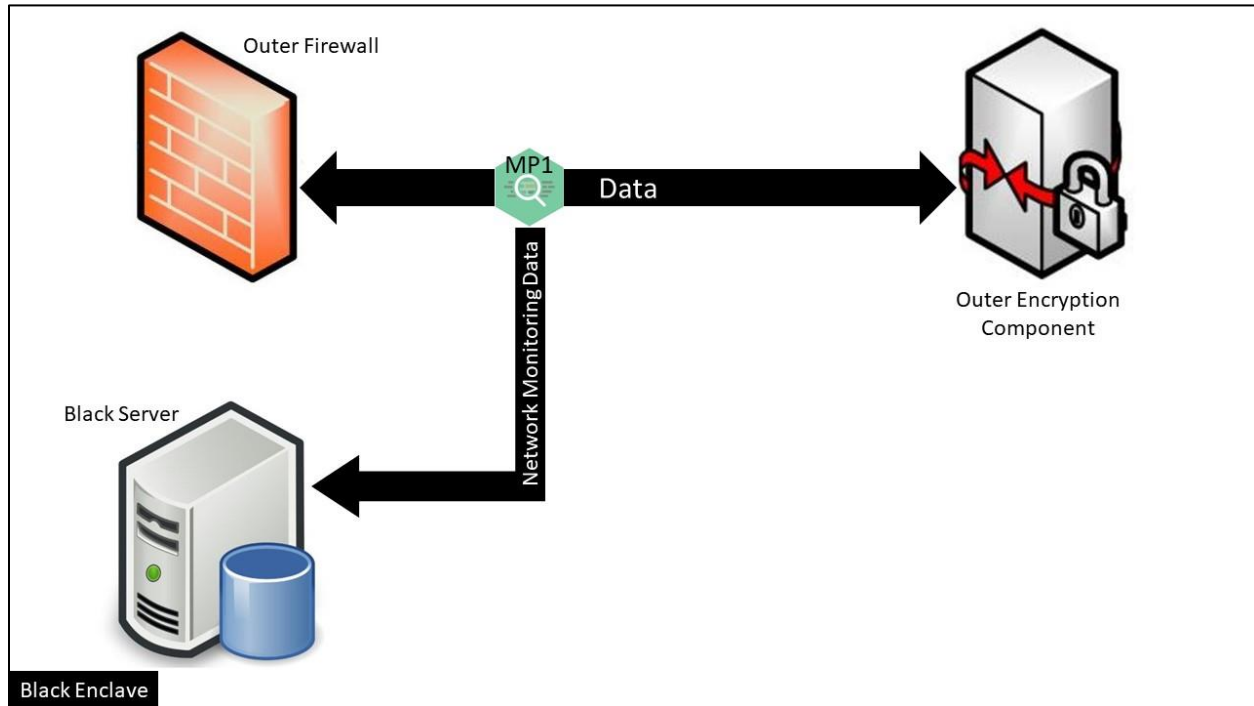 Outer Firewall
MP1
Data
Outer Encryption
Component
Network Monitoring Data
Black Server
Black Enclave